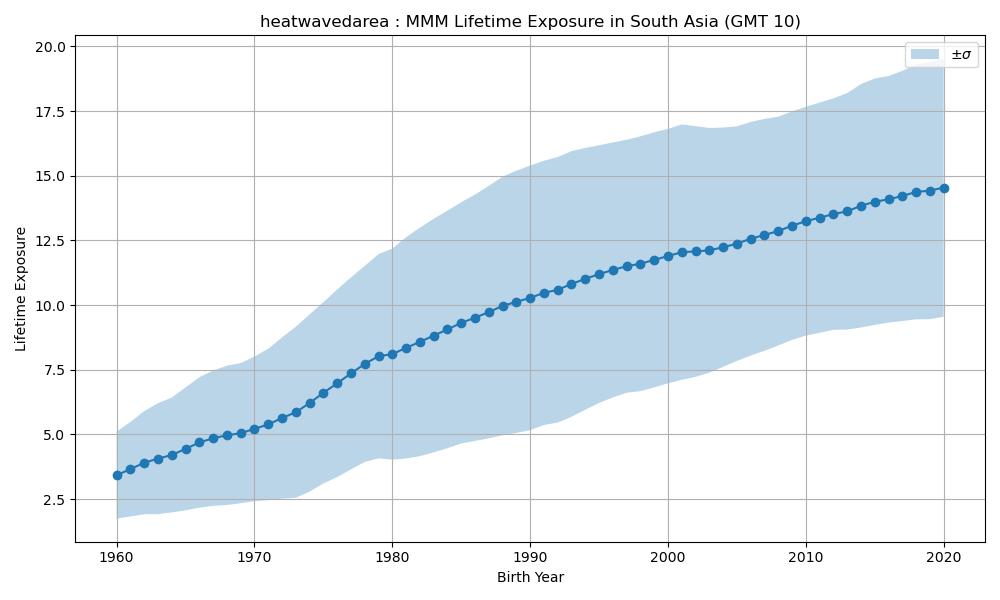 heatwavedarea : MMM Lifetime Exposure in South Asia (GMT 10)
±σ
Lifetime Exposure
20.0
17.5
15.0
12.5
10.0
7.5
5.0
2.5
1960 1970 1980 1990 2000 2010 2020
Birth Year